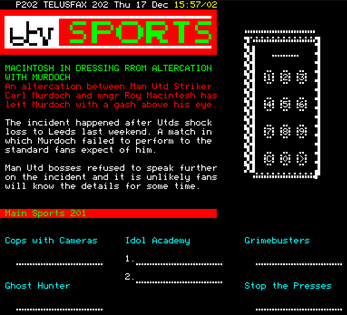 P202 TELUSFAX 202 Thu 17 Dec 15:57/02
btv SPORTS
MACINTOSH IN DRESSING RROM ALTERCATION
WITH MURDOCH
An altercation between Man Utd Striker
Carl Murdoch and mngr Roy Macintosh has
left Murdoch with a gash above his eye.
The incident happened after Utds shock
loss to Leeds last weekend. A match in
which Murdoch failed to perform to the
standard fans expect of him.
Man Utd bosses refused to speak further
on the incident and it is unlikely fans
will know the details for some time.
Main Sports 201
Cops with Cameras
Idol Academy
Grimebusters
1.
2.
Ghost Hunter
Stop the Presses